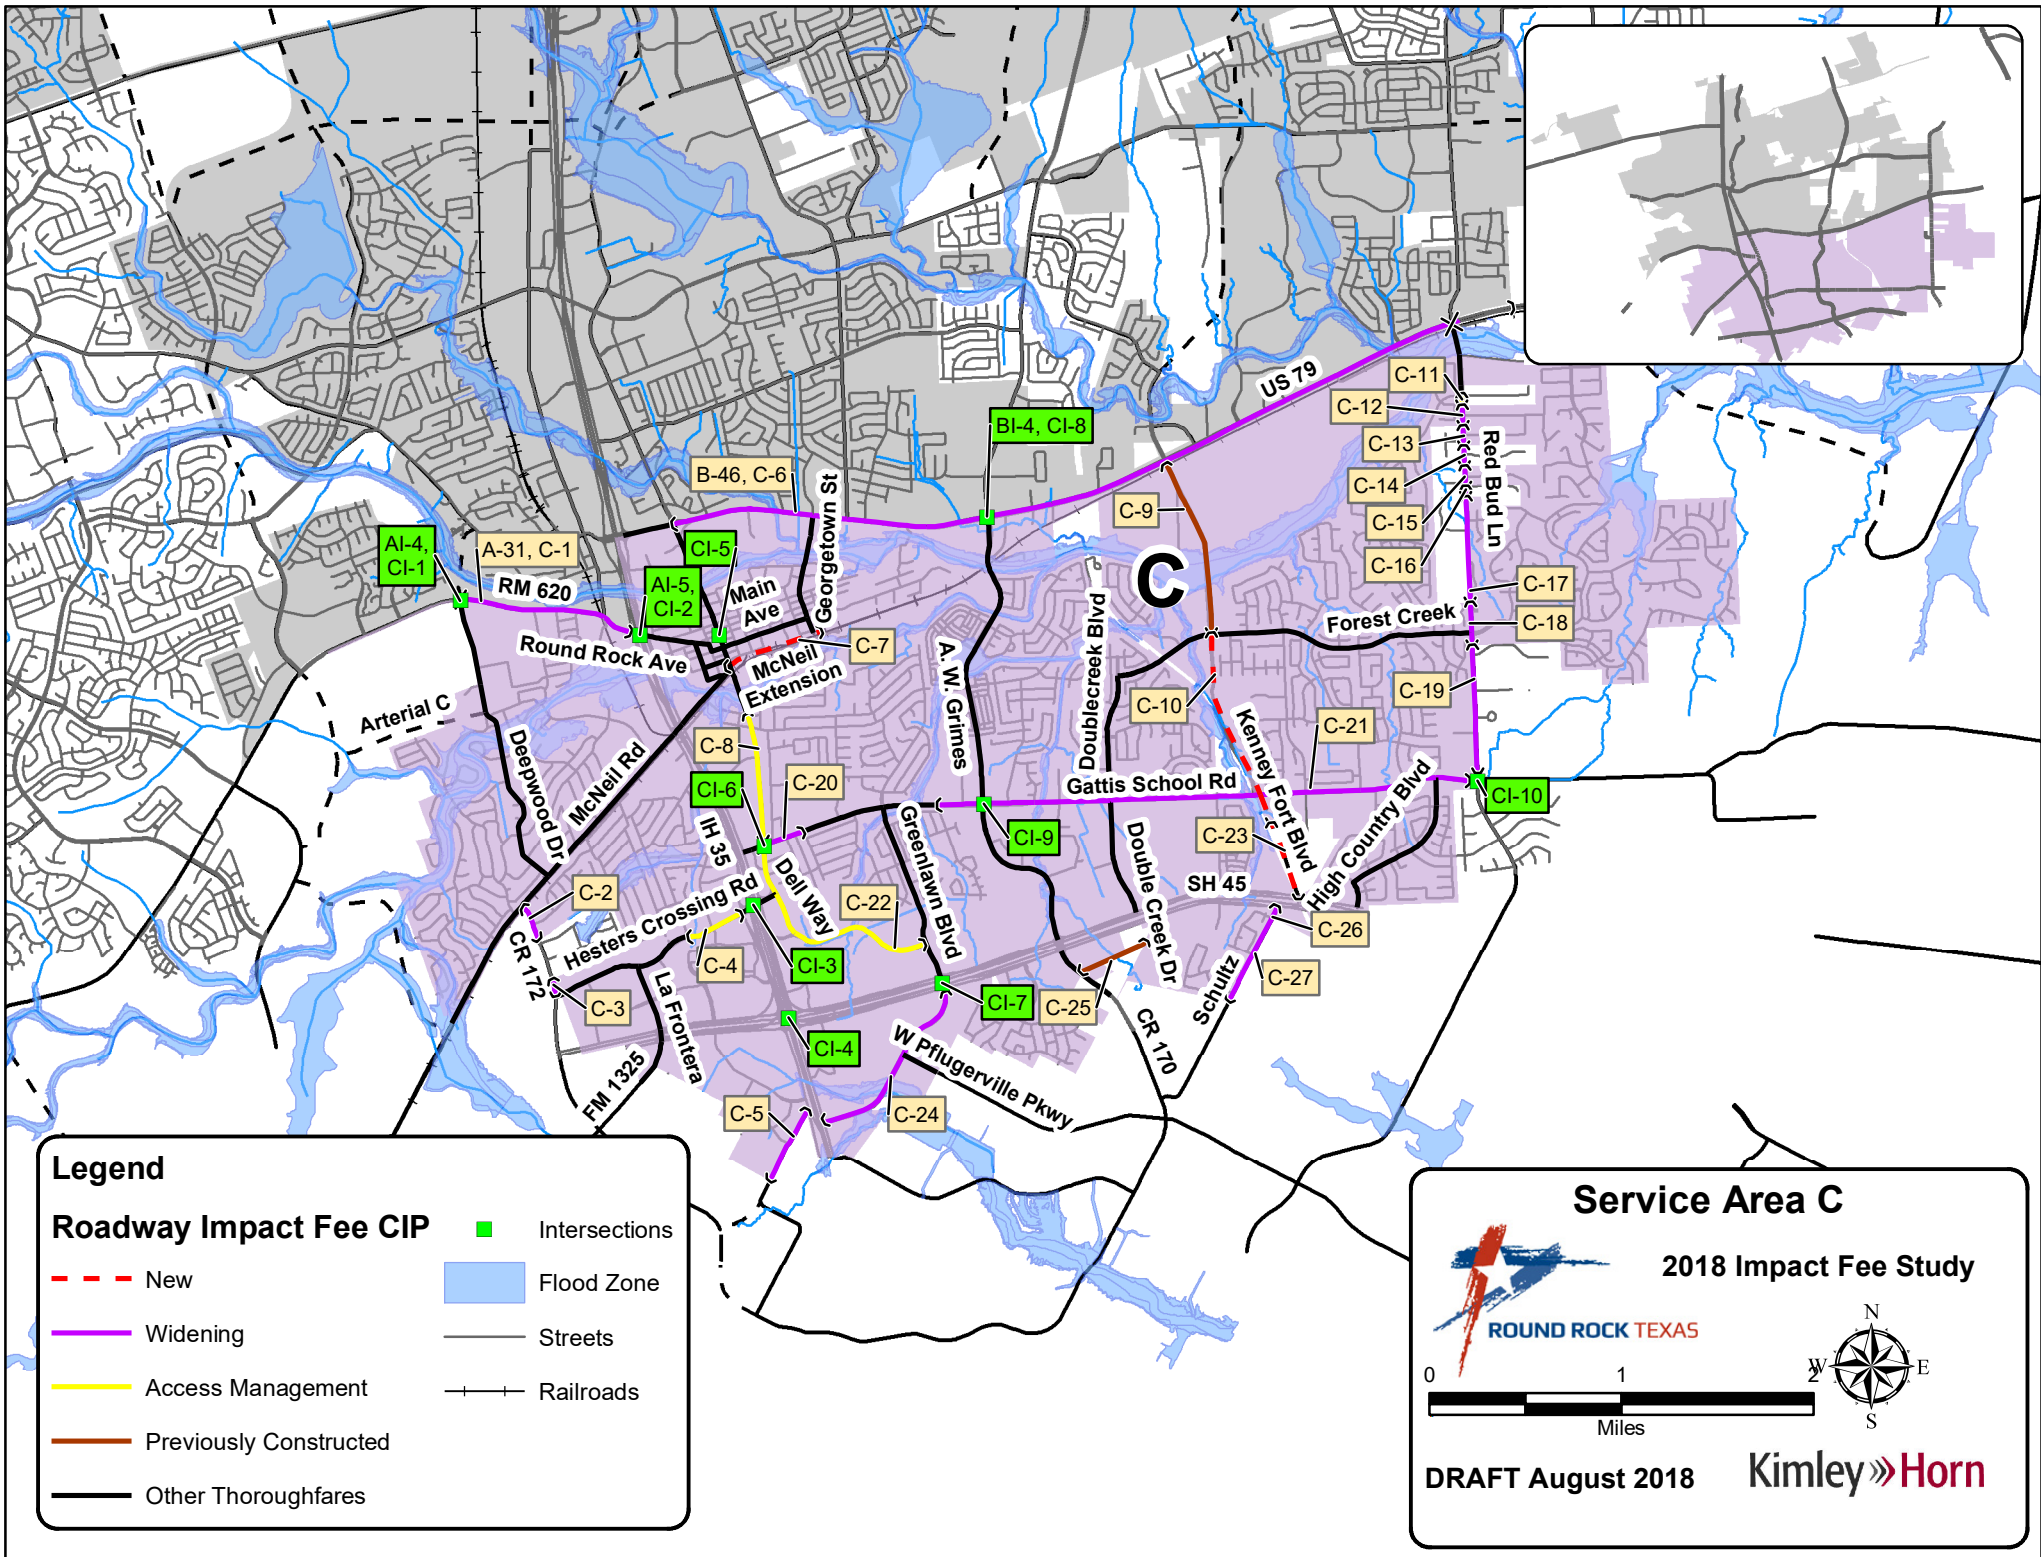 US 79
C-11
C-12
C-13
C-14
C-15
C-16
Red Bud Ln
BI-4, CI-8
B-46, C-6
Georgetown St
C-9
C
AI-4,
CI-1
A-31, C-1
RM 620
CI-5
AI-5,
CI-2
Main
Ave
Round Rock Ave
McNeil
Extension
C-7
C-17
C-18
Forest Creek
Doublecreek Blvd
A. W. Grimes
C-10
C-19
Arterial C
Deepwood Dr
McNeil Rd
C-8
CI-6
C-20
C-21
Kenney Fort Blvd
Gattis School Rd
High Country Blvd
CI-10
IH 35
Dell Way
Greenlawn Blvd
CI-9
Double Creek Dr
C-23
SH 45
C-2
Hesters Crossing Rd
C-22
C-26
CR 172
C-4
CI-3
C-27
C-3
La Frontera
CI-7
C-25
Schultz
CI-4
W Pflugerville Pkwy
CR 170
FM 1325
C-5
C-24
Legend
Roadway Impact Fee CIP
New
Widening
Access Management
Previously Constructed
Other Thoroughfares
Intersections
Flood Zone
Streets
Railroads
Service Area C
2018 Impact Fee Study
ROUND ROCK TEXAS
N
W
E
S
0 1 2
Miles
DRAFT August 2018
Kimley»Horn